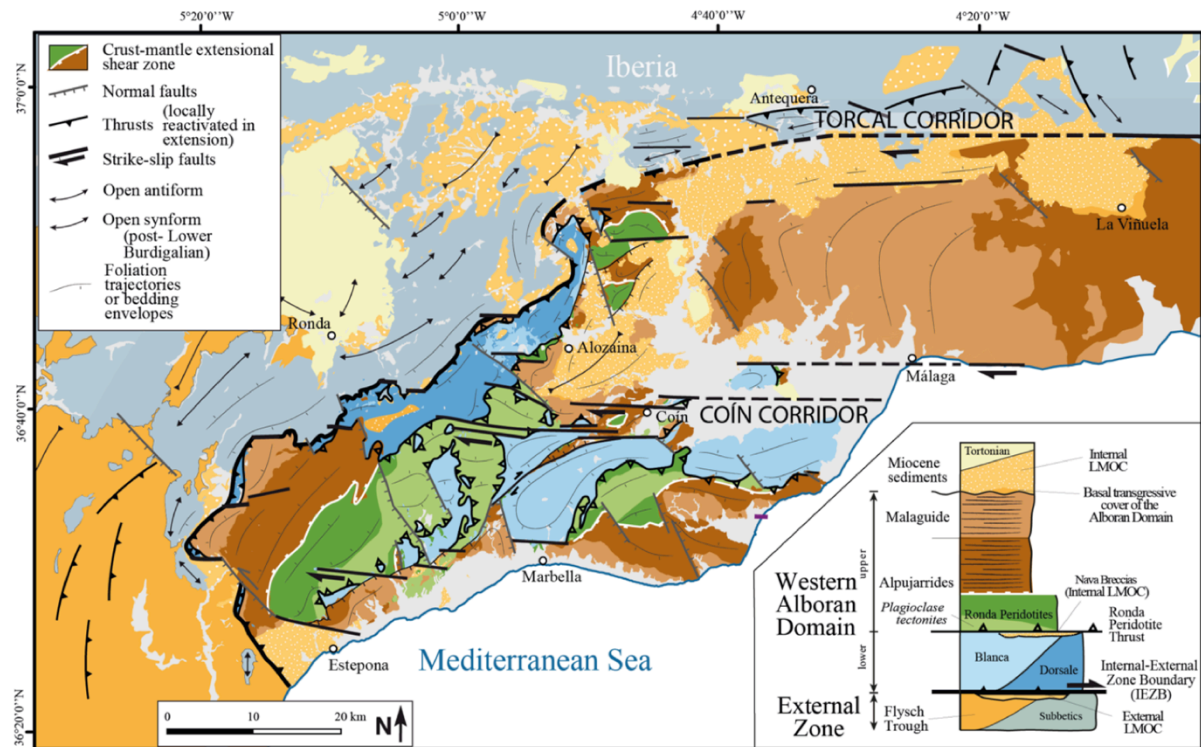 5°20'0''W
5°0'0''W
4°40'0''W
4°20'0''W
37°0'0''N
36°40'0''N
36°20'0''N
Crust-mantle extensional
shear zone
Normal faults
Thrusts (locally
reactivated in
extension)
Strike-slip faults
Open antiform
Open synform
(post- Lower
Burdigalian)
Foliation
trajectories
or bedding
envelopes
Iberia
Antequera
TORCAL CORRIDOR
La Viñuela
Ronda
Alozaina
Málaga
Coín
COÍN CORRIDOR
Marbella
Estepona
Mediterranean Sea
0 10 20 km
N
Tortonian
Miocene
sediments
Internal
LMOC
Basal transgressive
cover of the
Alboran Domain
Malaguide
upper
Western
Alboran
Domain
Alpujarrides
Nava Breccias
(Internal LMOC)
Plagioclase
tectonites
Ronda Peridotites
Ronda
Peridotite
Thrust
lower
Blanca
Dorsale
Internal-External
Zone Boundary
(IEZB)
External
Zone
Flysch
Trough
Subbetics
External
LMOC